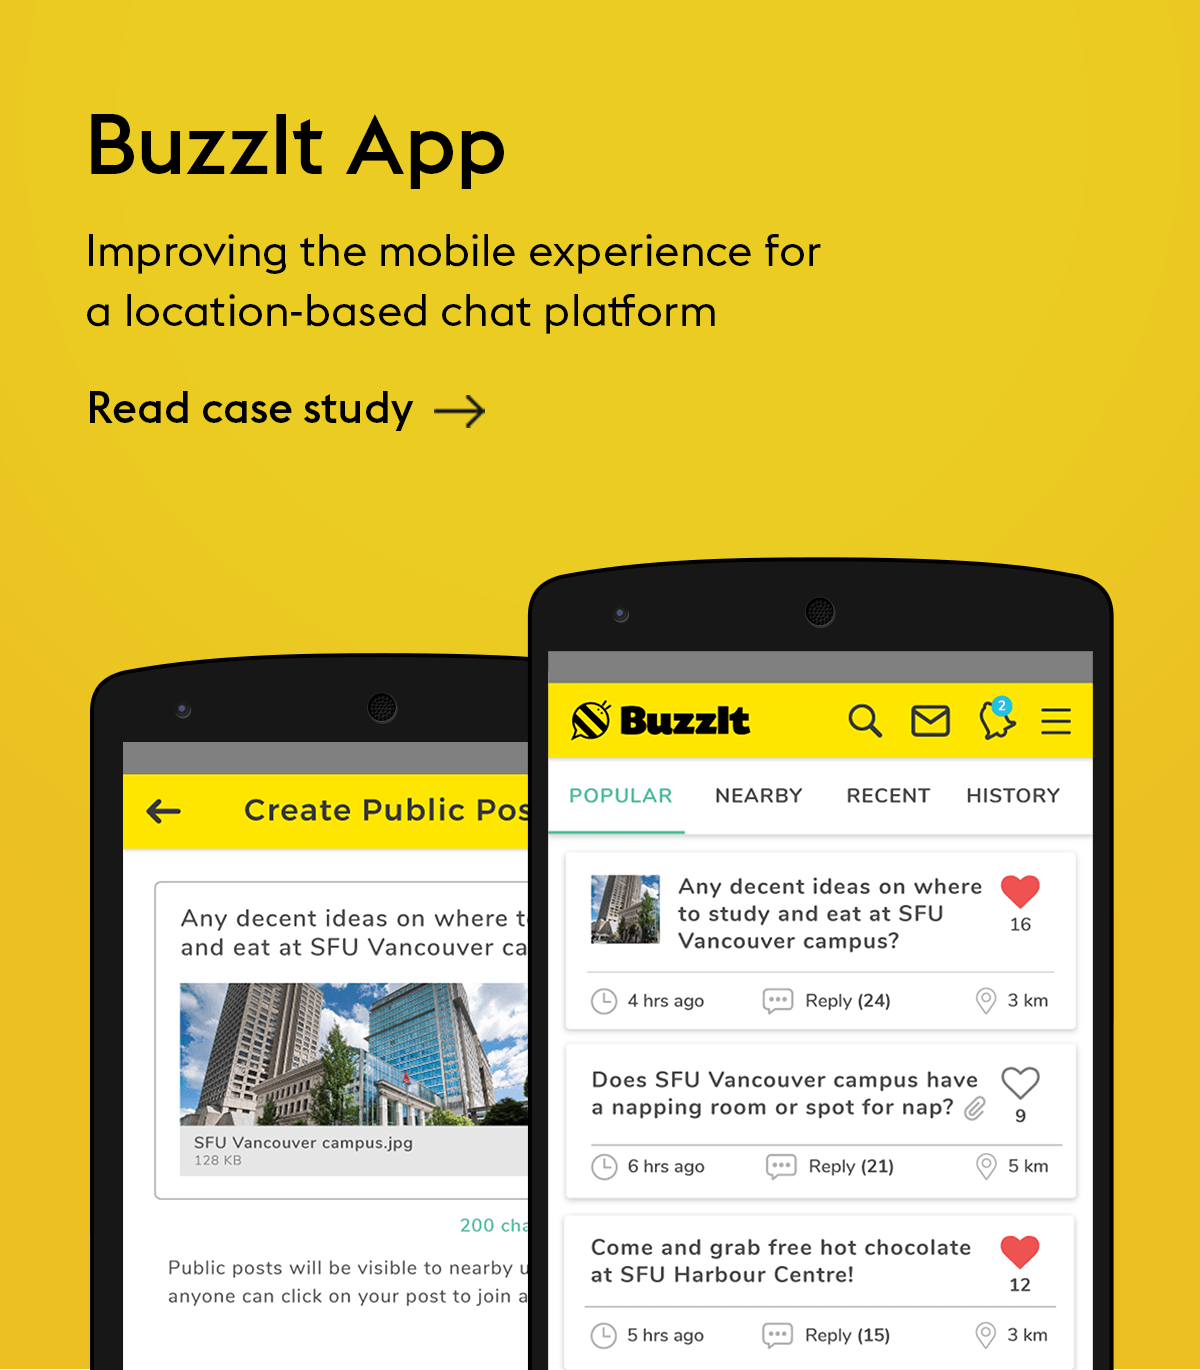 BuzzIt App
Improving the mobile experience for
a location-based chat platform
Read case study
Create Public Pos
Any decent ideas on where t
and eat at SFU Vancouver ca
SFU Vancouver campus.jpg
128 KB
200 cha
Public posts will be visible to nearby u
anyone can click on your post to join a
BuzzIt
2
POPULAR NEARBY RECENT HISTORY
Any decent ideas on where
to study and eat at SFU
Vancouver campus?
16
4 hrs ago Reply (24) 3 km
Does SFU Vancouver campus have
a napping room or spot for nap?
9
6 hrs ago Reply (21) 5 km
Come and grab free hot chocolate
at SFU Harbour Centre!
12
5 hrs ago Reply (15) 3 km